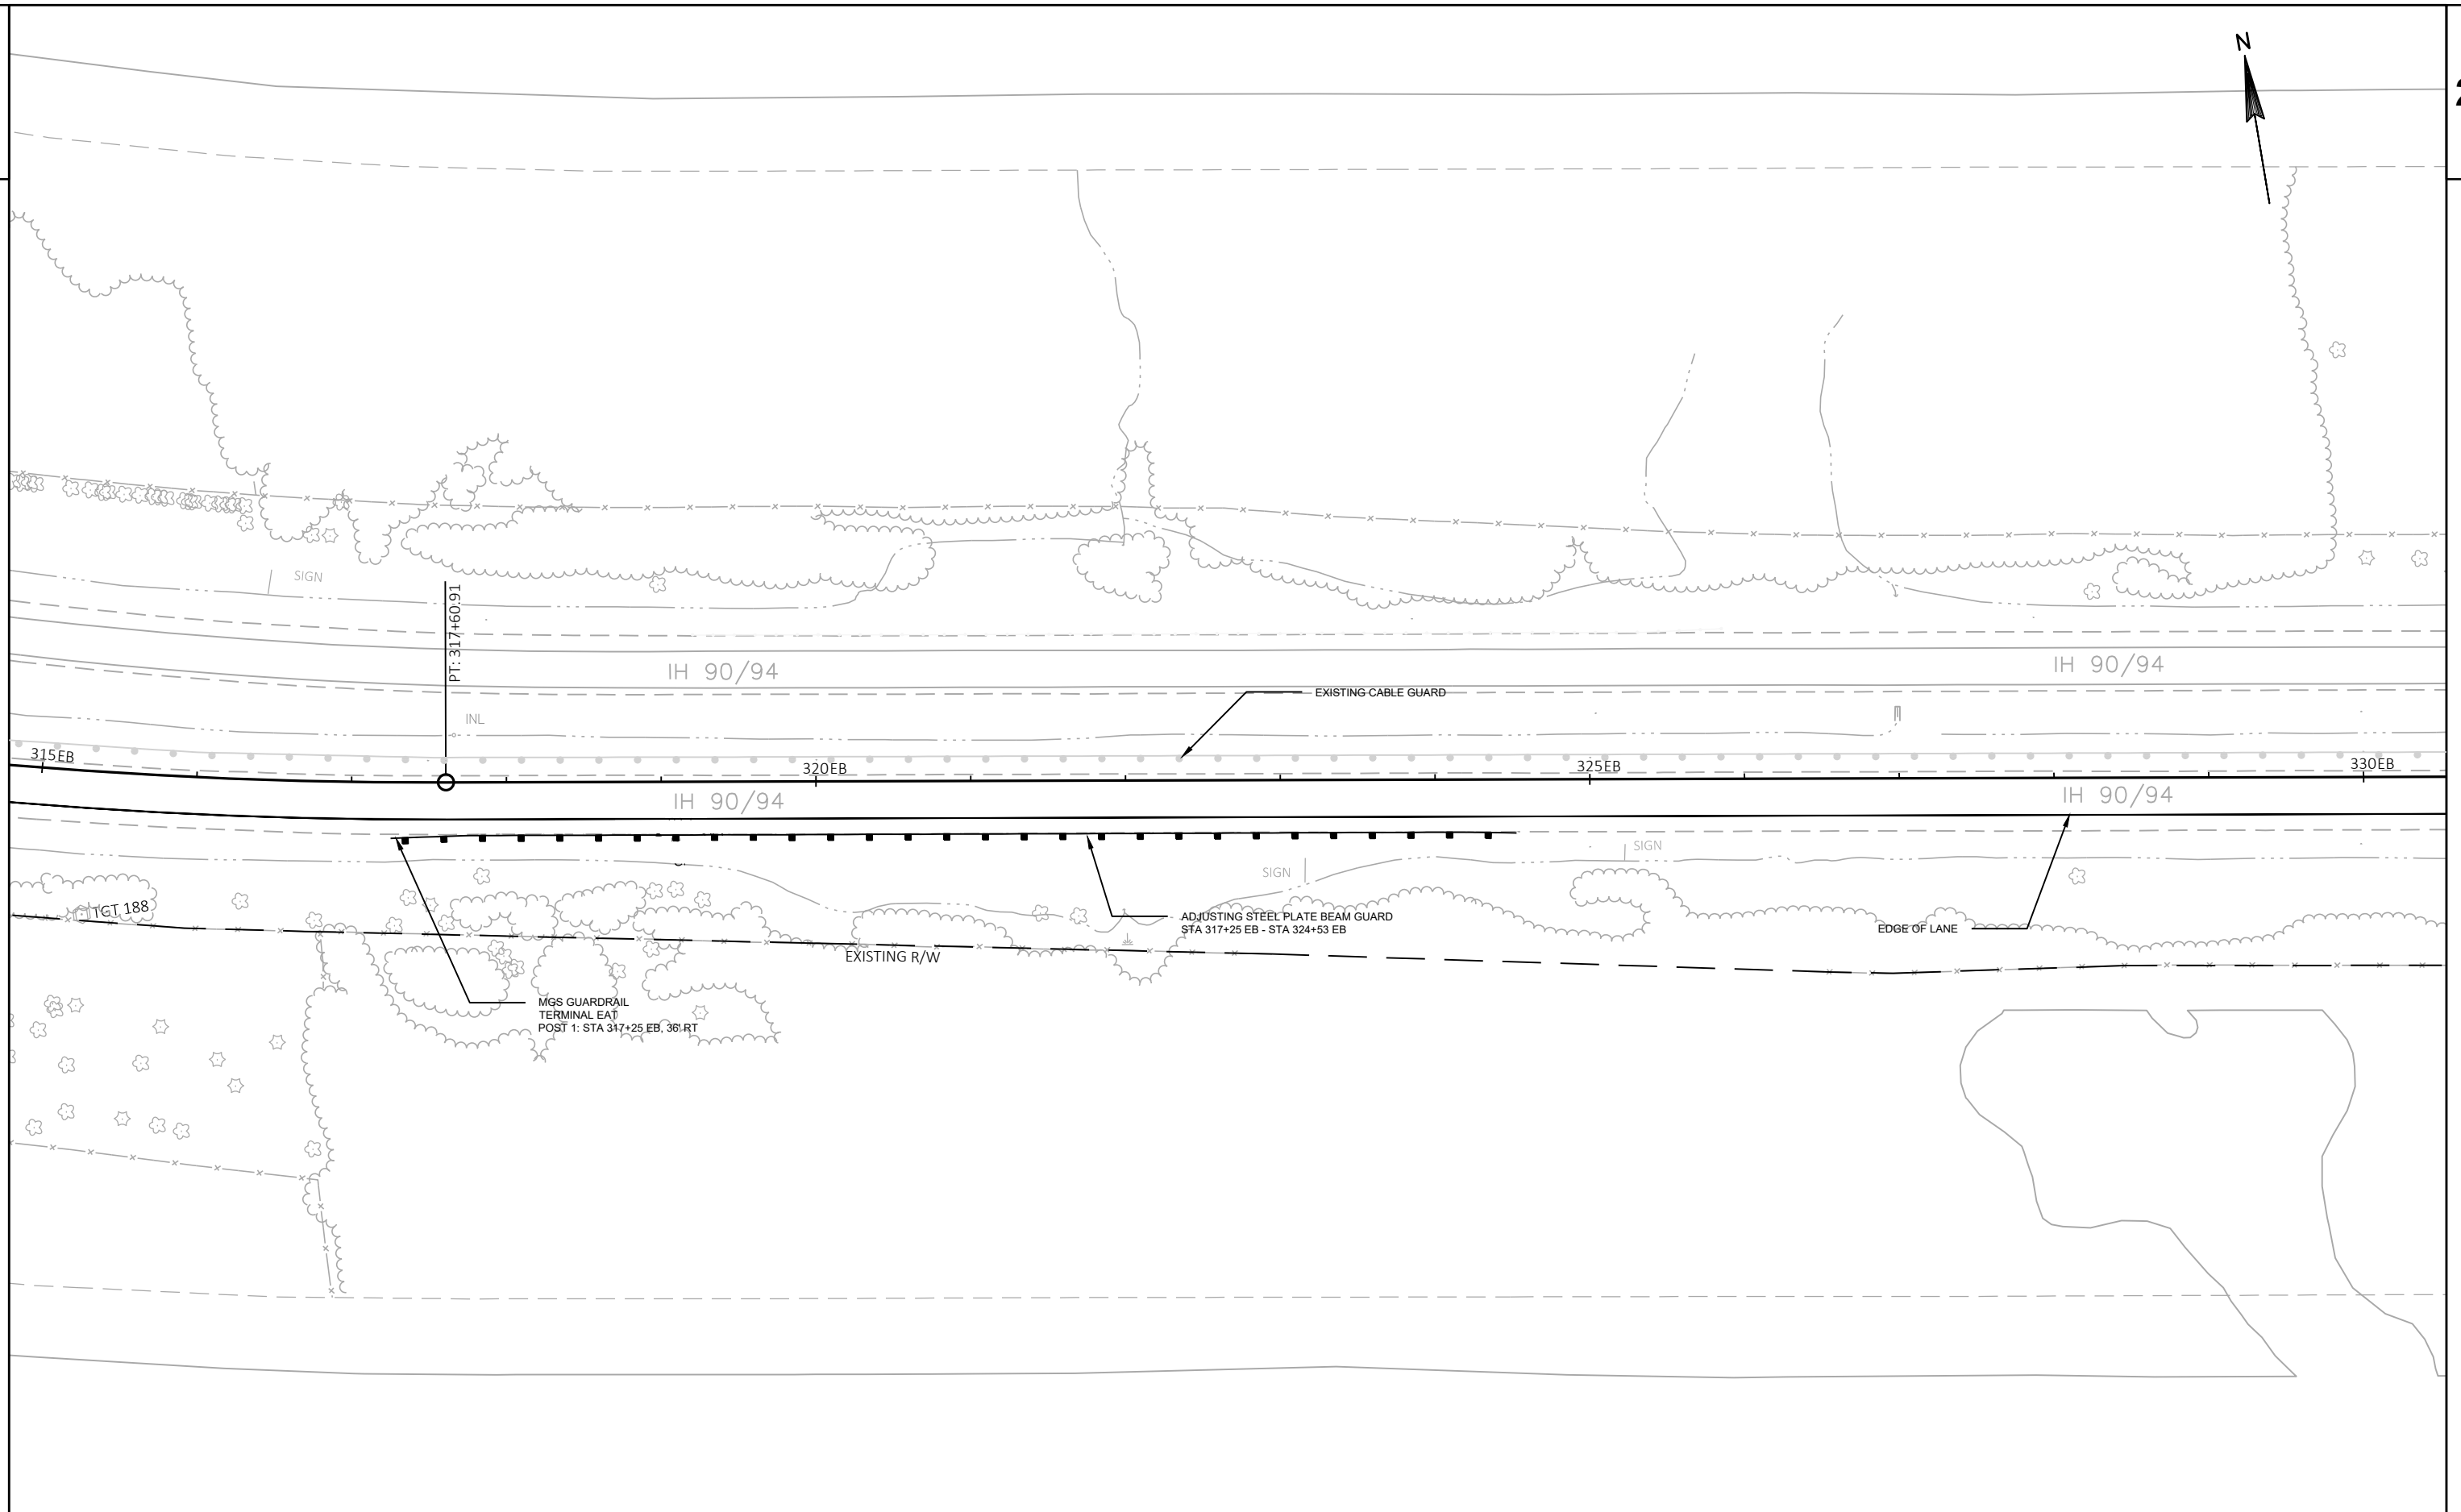 N
SIGN
PT: 317+60.91
IH 90/94
IH 90/94
EXISTING CABLE GUARD
INL
315EB
320EB
325EB
330EB
IH 90/94
IH 90/94
SIGN
SIGN
TCT 188
ADJUSTING STEEL PLATE BEAM GUARD
STA 317+25 EB - STA 324+53 EB
EDGE OF LANE
EXISTING R/W
MGS GUARDRAIL
TERMINAL EAT
POST 1: STA 317+25 EB, 36' RT